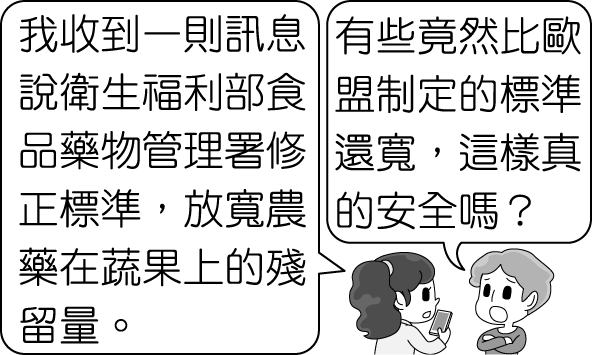 我收到一則訊息
說衛生福利部食
品藥物管理署修
正標準，放寬農
藥在蔬果上的殘
留量。
有些竟然比歐
盟制定的標準
還寬，這樣真
的安全嗎？